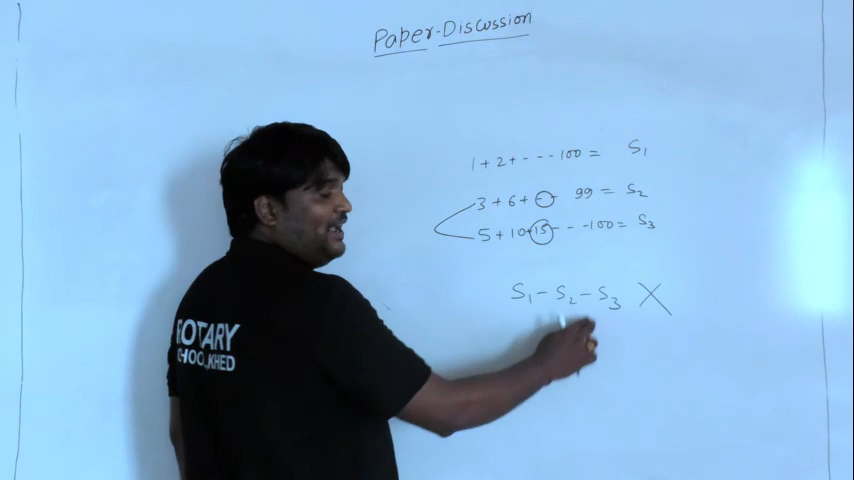 Paper-Discussion
1+2+ - - - 100 = S₁
3+6+ - - 99 = S₂
5+10+15 - - - 100 = S₃
S₁-S₂-S₃ X
ROTARY